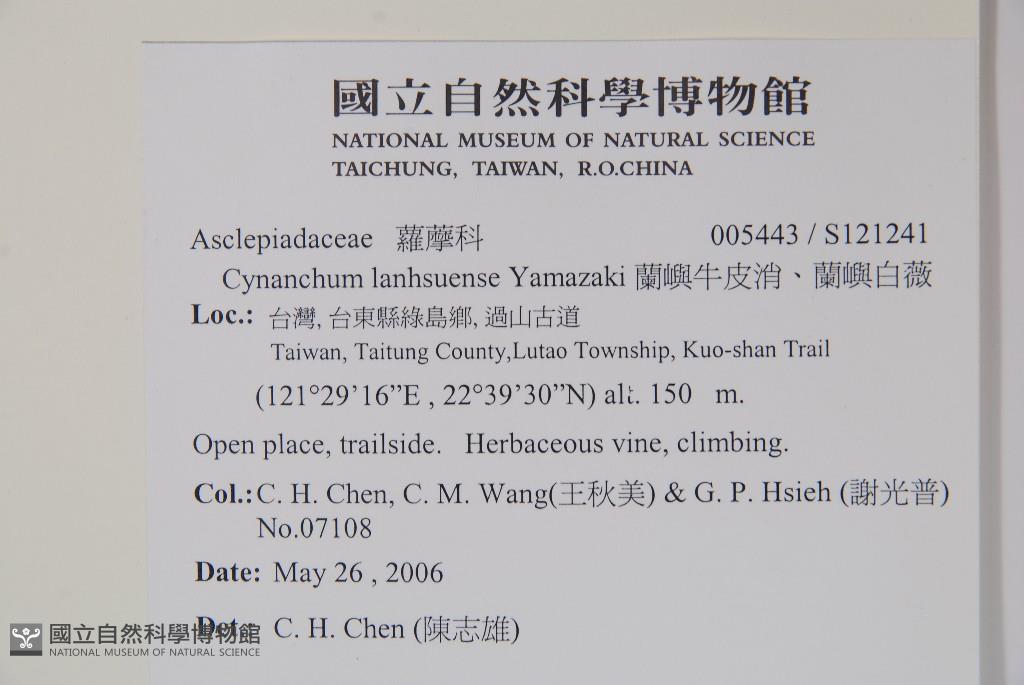 國立自然科學博物館
NATIONAL MUSEUM OF NATURAL SCIENCE
TAICHUNG, TAIWAN, R.O.CHINA
Asclepiadaceae 蘿藦科 005443 / S121241
Cynanchum lanhsuense Yamazaki 蘭嶼牛皮消、蘭嶼白薇
Loc.: 台灣, 台東縣綠島鄉, 過山古道
Taiwan, Taitung County,Lutao Township, Kuo-shan Trail
(121°29’16”E , 22°39’30”N) alt. 150 m.
Open place, trailside. Herbaceous vine, climbing.
Col.: C. H. Chen, C. M. Wang(王秋美) & G. P. Hsieh (謝光普)
No.07108
Date: May 26 , 2006
Det.: C. H. Chen (陳志雄)
國立自然科學博物館
NATIONAL MUSEUM OF NATURAL SCIENCE